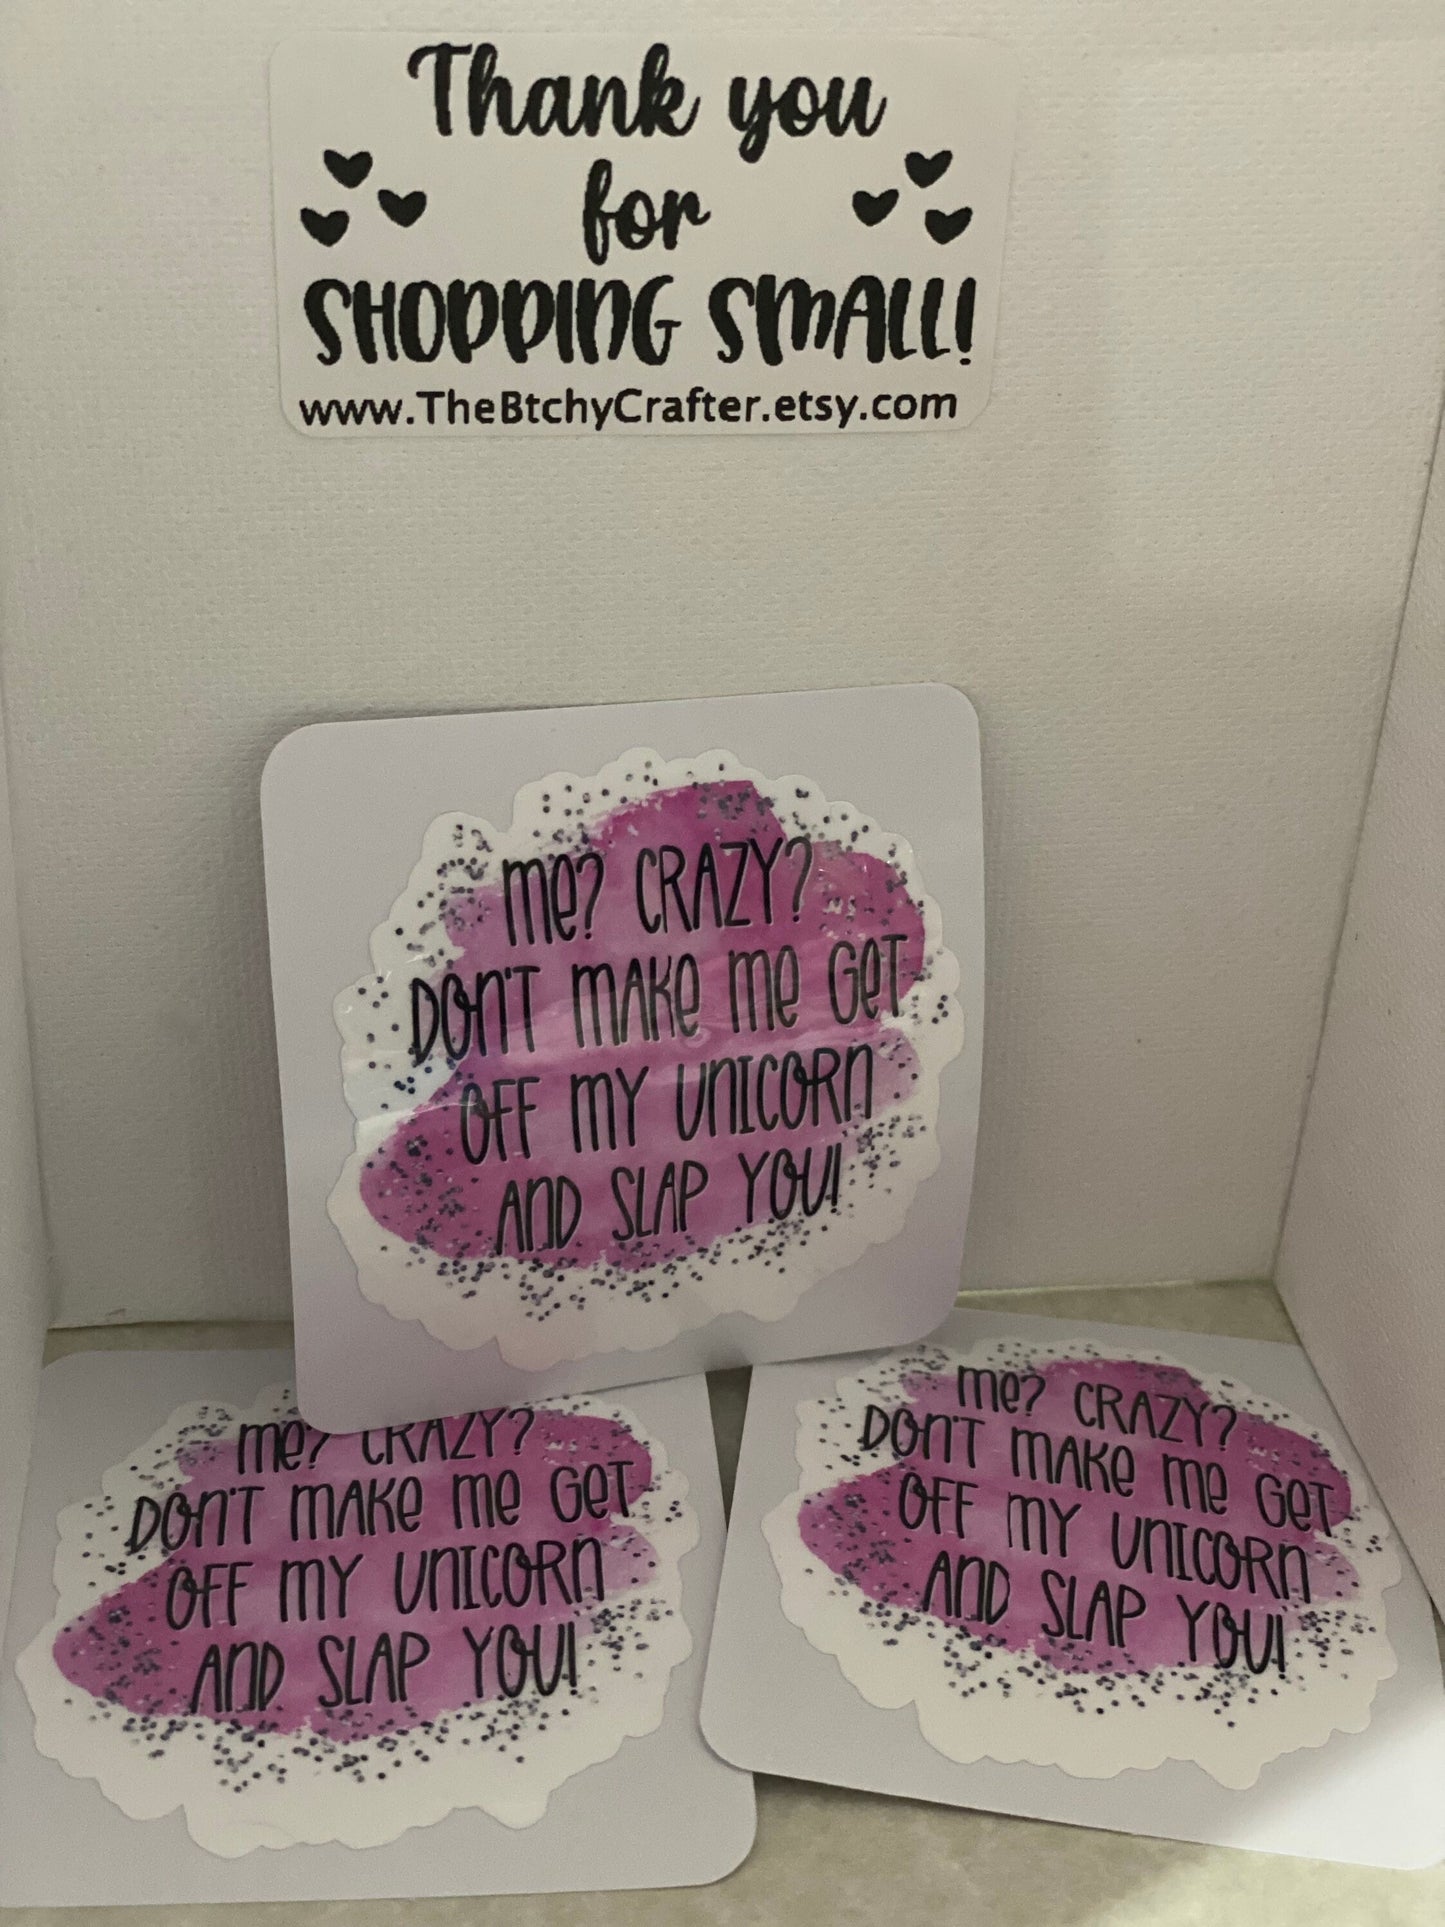 Thank you
for
SHOPPING SMALL!
www.TheBtchyCrafter.etsy.com
Me? CRAZY?
DON'T MAKE ME GET
OFF MY UNICORN
AND SLAP YOU!
Me? CRAZY?
DON'T MAKE ME GET
OFF MY UNICORN
AND SLAP YOU!
Me? CRAZY?
DON'T MAKE ME GET
OFF MY UNICORN
AND SLAP YOU!